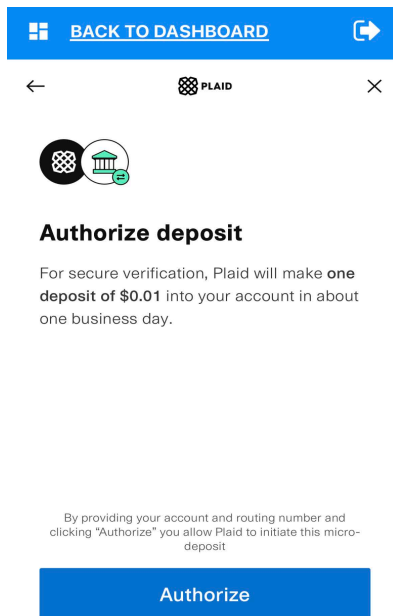 BACK TO DASHBOARD
PLAID
Authorize deposit
For secure verification, Plaid will make one
deposit of $0.01 into your account in about
one business day.
By providing your account and routing number and
clicking “Authorize” you allow Plaid to initiate this micro-
deposit
Authorize